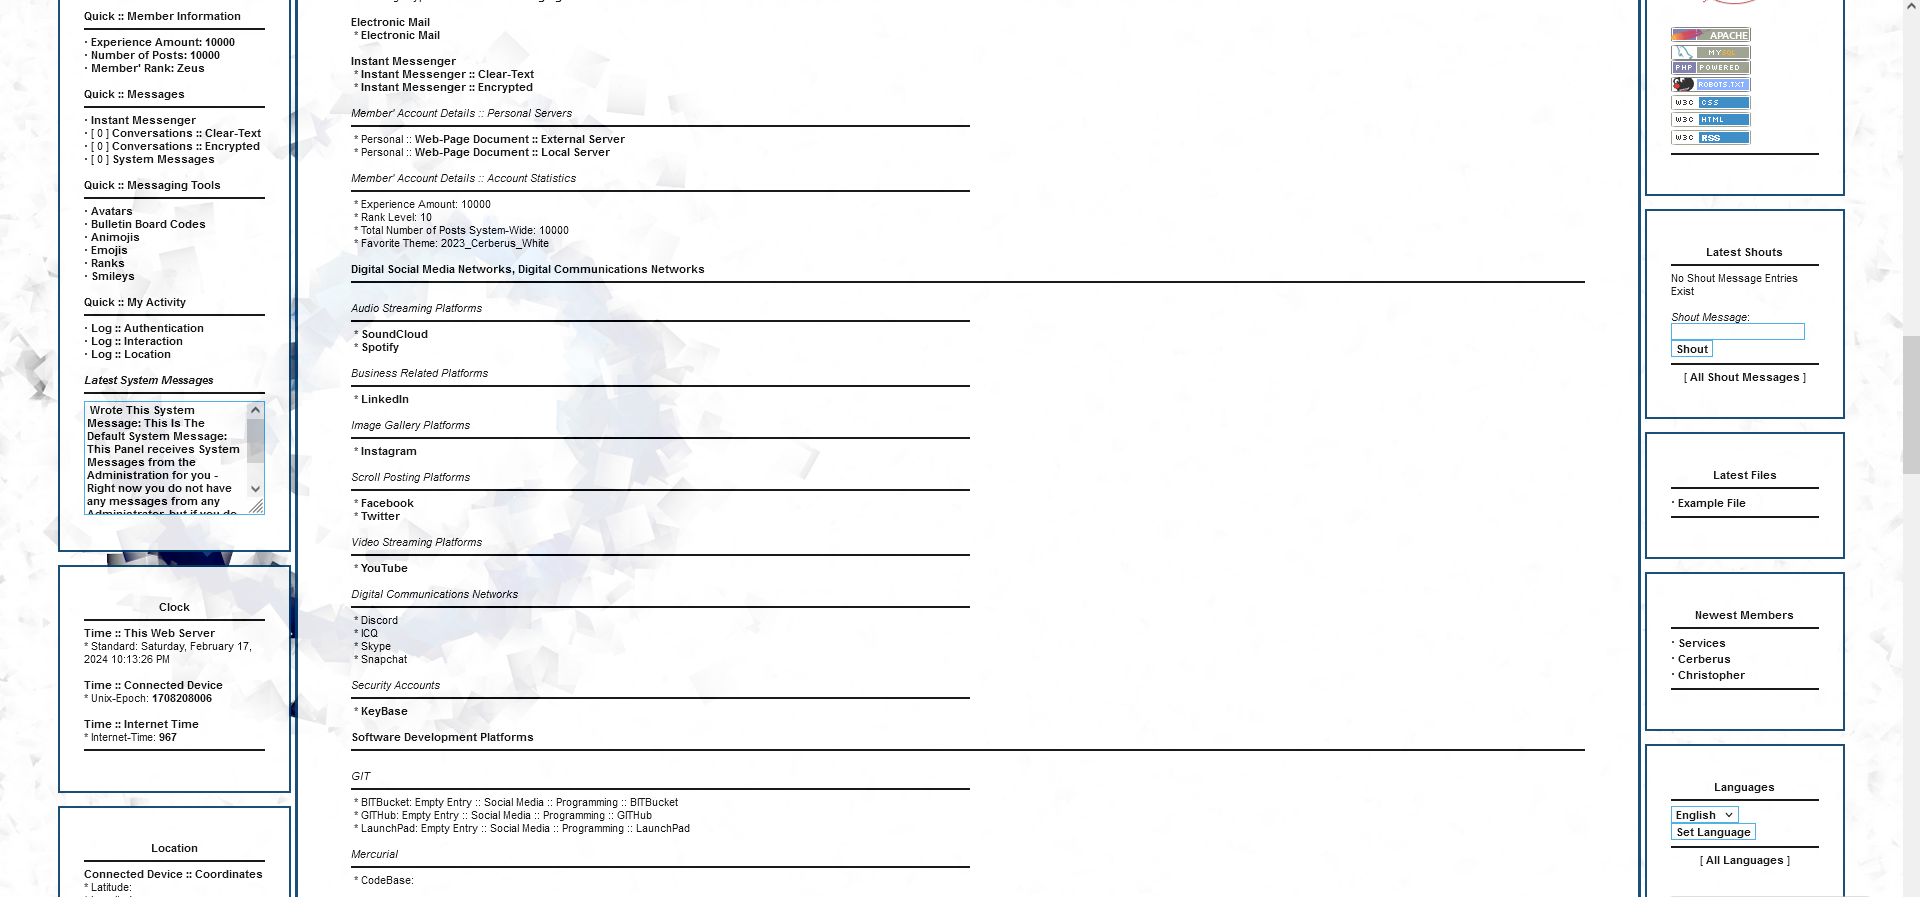 Quick :: Member Information
· Experience Amount: 10000
· Number of Posts: 10000
· Member' Rank: Zeus
Quick :: Messages
· Instant Messenger
· [ 0 ] Conversations :: Clear-Text
· [ 0 ] Conversations :: Encrypted
· [ 0 ] System Messages
Quick :: Messaging Tools
· Avatars
· Bulletin Board Codes
· Animojis
· Emojis
· Ranks
· Smileys
Quick :: My Activity
· Log :: Authentication
· Log :: Interaction
· Log :: Location
Latest System Messages
Wrote This System
Message: This Is The
Default System Message:
This Panel receives System
Messages from the
Administration for you -
Right now you do not have
any messages from any
Administrator, but if you do
Clock
Time :: This Web Server
* Standard: Saturday, February 17,
2024 10:13:26 PM
Time :: Connected Device
* Unix-Epoch: 1708208006
Time :: Internet Time
* Internet-Time: 967
Location
Connected Device :: Coordinates
* Latitude:
Electronic Mail
* Electronic Mail
Instant Messenger
* Instant Messenger :: Clear-Text
* Instant Messenger :: Encrypted
Member' Account Details :: Personal Servers
* Personal :: Web-Page Document :: External Server
* Personal :: Web-Page Document :: Local Server
Member' Account Details :: Account Statistics
* Experience Amount: 10000
* Rank Level: 10
* Total Number of Posts System-Wide: 10000
* Favorite Theme: 2023_Cerberus_White
Digital Social Media Networks, Digital Communications Networks
Audio Streaming Platforms
* SoundCloud
* Spotify
Business Related Platforms
* LinkedIn
Image Gallery Platforms
* Instagram
Scroll Posting Platforms
* Facebook
* Twitter
Video Streaming Platforms
* YouTube
Digital Communications Networks
* Discord
* ICQ
* Skype
* Snapchat
Security Accounts
* KeyBase
Software Development Platforms
GIT
* BITBucket: Empty Entry :: Social Media :: Programming :: BITBucket
* GITHub: Empty Entry :: Social Media :: Programming :: GITHub
* LaunchPad: Empty Entry :: Social Media :: Programming :: LaunchPad
Mercurial
* CodeBase:
APACHE
MYSQL
PHP POWERED
ROBOTS.TXT
W3C CSS
W3C HTML
W3C RSS
Latest Shouts
No Shout Message Entries
Exist
Shout Message:
Shout
[ All Shout Messages ]
Latest Files
· Example File
Newest Members
· Services
· Cerberus
· Christopher
Languages
English
Set Language
[ All Languages ]